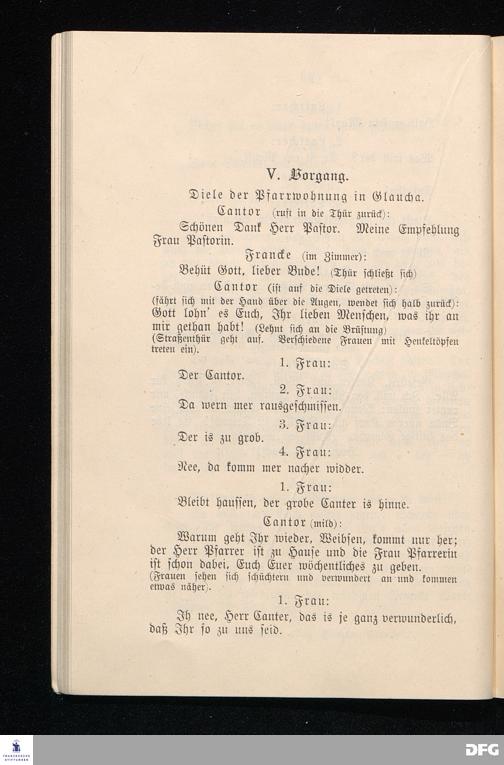 V. Vorgang.
Diele der Pfarrwohnung in Glaucha.
Cantor (ruft in die Thür zurück):
Schönen Dank Herr Pastor. Meine Empfehlung
Frau Pastorin.
Francke (im Zimmer):
Behüt Gott, lieber Bude! (Thür schließt sich)
Cantor (ist auf die Diele getreten):
(fährt sich mit der Hand über die Augen, wendet sich halb zurück):
Gott lohn' es Euch, Ihr lieben Menschen, was ihr an
mir gethan habt! (Lehnt sich an die Brüstung)
(Straßenthür geht auf. Verschiedene Frauen mit Henkeltöpfen
treten ein).
1. Frau:
Der Cantor.
2. Frau:
Da wern mer rausgeschmissen.
3. Frau:
Der is zu grob.
4. Frau:
Nee, da komm mer nacher widder.
1. Frau:
Bleibt haussen, der grobe Canter is hinne.
Cantor (mild):
Warum geht Ihr wieder, Weibsen, kommt nur her;
der Herr Pfarrer ist zu Hause und die Frau Pfarrerin
ist schon dabei, Euch Euer wöchentliches zu geben.
(Frauen sehen sich schüchtern und verwundert an und kommen
etwas näher).
1. Frau:
Ih nee, Herr Canter, das is je ganz verwunderlich,
daß Ihr so zu uns seid.
FRANCKESCHE
STIFTUNGEN
DFG